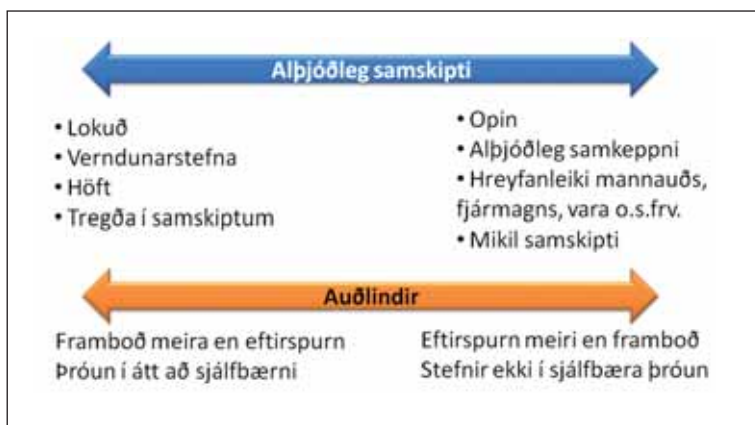 Alþjóðleg samskipti
• Lokuð
• Verndunarstefna
• Höft
• Tregða í samskiptum
• Opin
• Alþjóðleg samkeppni
• Hreyfanleiki mannauðs,
fjármagns, vara o.s.frv.
• Mikil samskipti
Auðlindir
Framboð meira en eftirspurn
Þróun í átt að sjálfbærni
Eftirspurn meiri en framboð
Stefnir ekki í sjálfbæra þróun